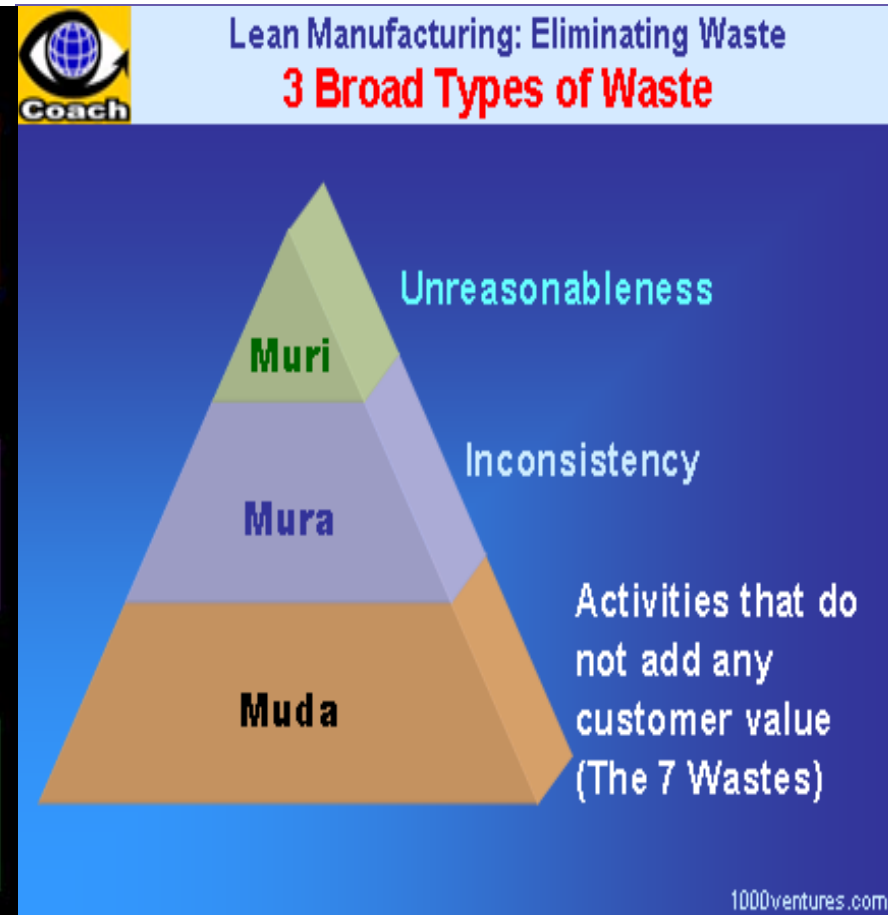 Coach
Lean Manufacturing: Eliminating Waste
3 Broad Types of Waste
Unreasonableness
Muri
Inconsistency
Mura
Activities that do
not add any
customer value
(The 7 Wastes)
Muda
1000ventures.com